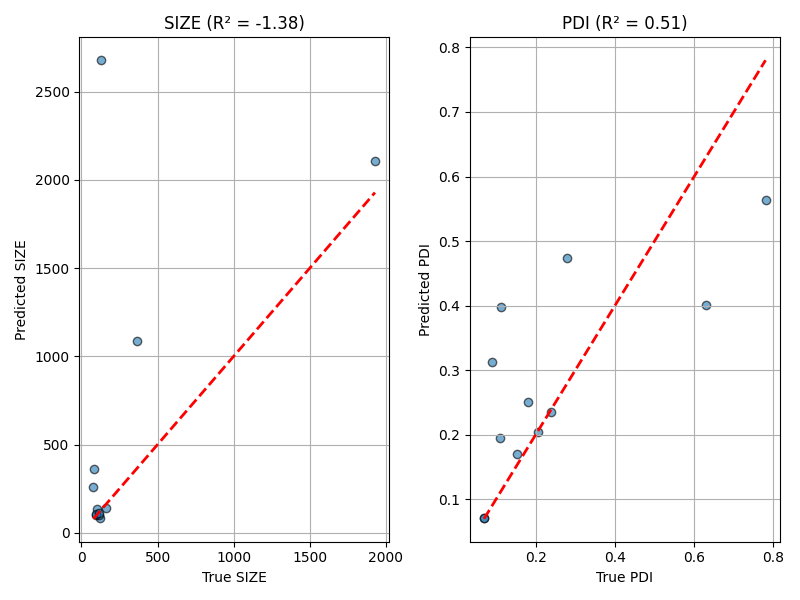 SIZE (R² = -1.38)
Predicted SIZE
2500
2000
1500
1000
500
0
0 500 1000 1500 2000
True SIZE
PDI (R² = 0.51)
Predicted PDI
0.8
0.7
0.6
0.5
0.4
0.3
0.2
0.1
0.2 0.4 0.6 0.8
True PDI